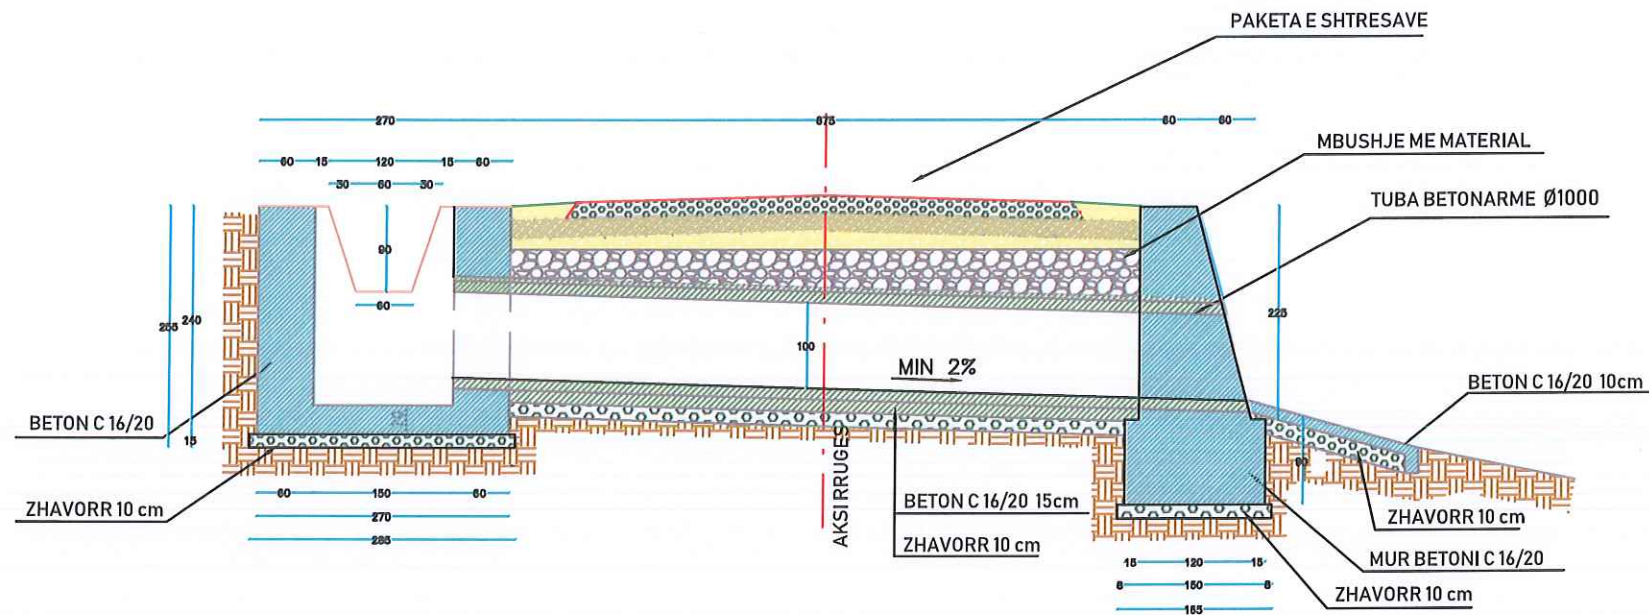 PAKETA E SHTRESAVE
270 675 60 60
MBUSHJE ME MATERIAL
60 15 120 15 60
30 60 30
TUBA BETONARME Ø1000
90
60
255 240
225
100
MIN 2%
BETON C 16/20 10cm
BETON C 16/20
15
AKSI RRUGES
60 150 60
BETON C 16/20 15cm
ZHAVORR 10 cm
ZHAVORR 10 cm
270
285
ZHAVORR 10 cm
MUR BETONI C 16/20
15 120 15
8 150 8
ZHAVORR 10 cm
165